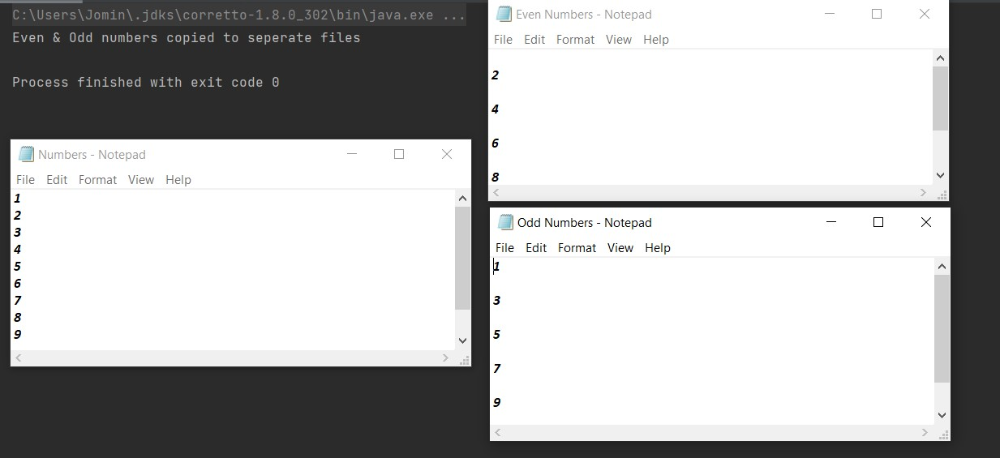 C:\Users\Jomin\.jdks\corretto-1.8.0_302\bin\java.exe ...
Even & Odd numbers copied to seperate files
Process finished with exit code 0
Numbers - Notepad
File Edit Format View Help
1
2
3
4
5
6
7
8
9
Even Numbers - Notepad
File Edit Format View Help
2
4
6
8
Odd Numbers - Notepad
File Edit Format View Help
1
3
5
7
9